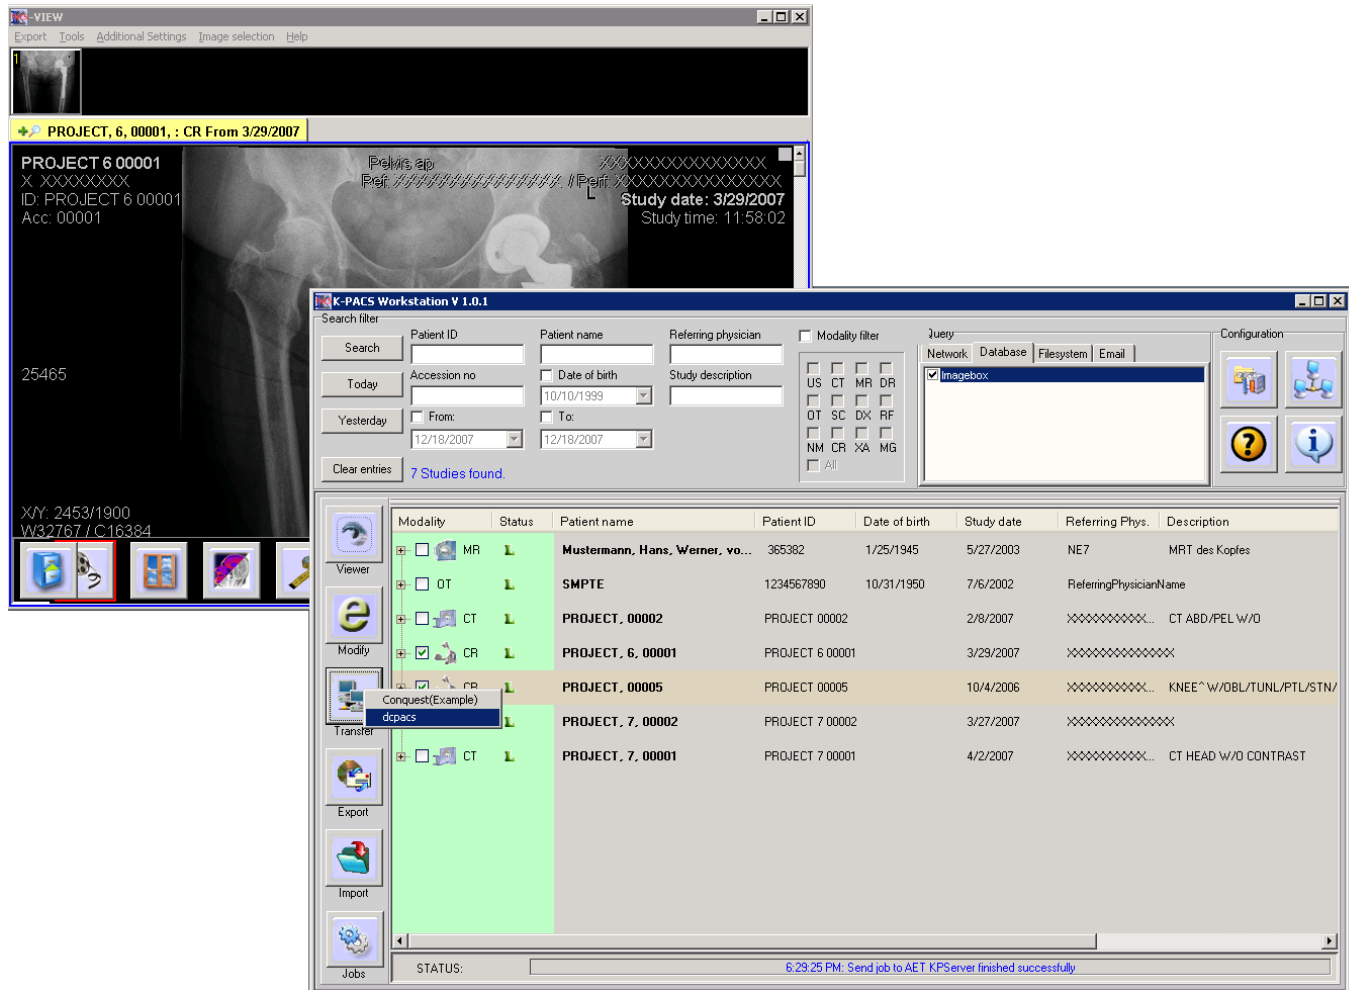 K-VIEW
Export Tools Additional Settings Image selection Help
1
PROJECT, 6, 00001, : CR From 3/29/2007
PROJECT 6 00001
X XXXXXXXX
ID: PROJECT 6 00001
Acc: 00001
Pelvis ap
L
Study date: 3/29/2007
Study time: 11:58:02
25465
X/Y: 2453/1900
W32767 / C16384
K-PACS Workstation V 1.0.1
Search filter
Search
Today
Yesterday
Clear entries
Patient ID
Patient name
Referring physician
Accession no
Date of birth
Study description
10/10/1999
From:
To:
12/18/2007
12/18/2007
7 Studies found.
Modality filter
US CT MR DR
OT SC DX RF
NM CR XA MG
All
Query
Network Database Filesystem Email
Imagebox
Configuration
Viewer
Modify
Transfer
Export
Import
Jobs
Modality Status Patient name Patient ID Date of birth Study date Referring Phys. Description
MR L Mustermann, Hans, Werner, vo... 365382 1/25/1945 5/27/2003 NE7 MRT des Kopfes
OT L SMPTE 1234567890 10/31/1950 7/6/2002 ReferringPhysicianName
CT L PROJECT, 00002 PROJECT 00002 2/8/2007 XXXXXXXXXX... CT ABD/PEL W/O
CR L PROJECT, 6, 00001 PROJECT 6 00001 3/29/2007 XXXXXXXXXXXXXX
CR L PROJECT, 00005 PROJECT 00005 10/4/2006 XXXXXXXXXX... KNEE^W/OBL/TUNL/PTL/STN/
L PROJECT, 7, 00002 PROJECT 7 00002 3/27/2007 XXXXXXXXXXXXXX
CT L PROJECT, 7, 00001 PROJECT 7 00001 4/2/2007 XXXXXXXXXX... CT HEAD W/O CONTRAST
Conquest(Example)
dcpacs
STATUS:
6:29:25 PM: Send job to AET KPServer finished successfully